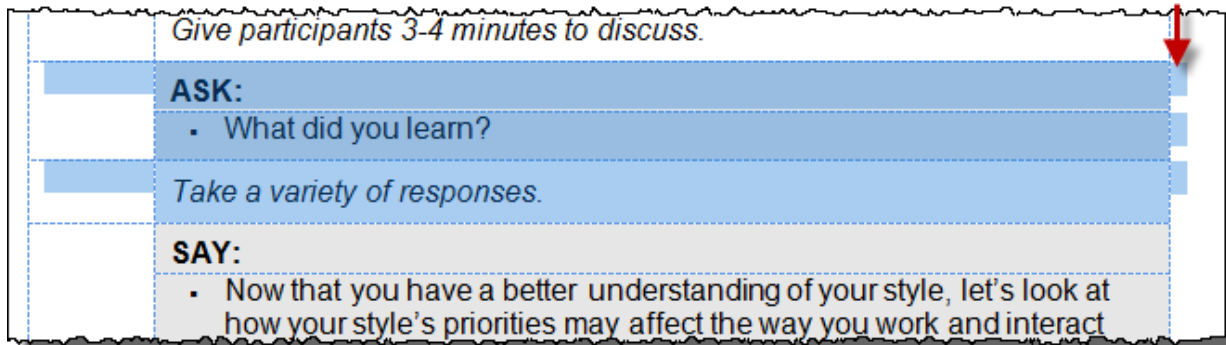 Give participants 3-4 minutes to discuss.
ASK:
▪ What did you learn?
Take a variety of responses.
SAY:
▪ Now that you have a better understanding of your style, let’s look at
how your style’s priorities may affect the way you work and interact